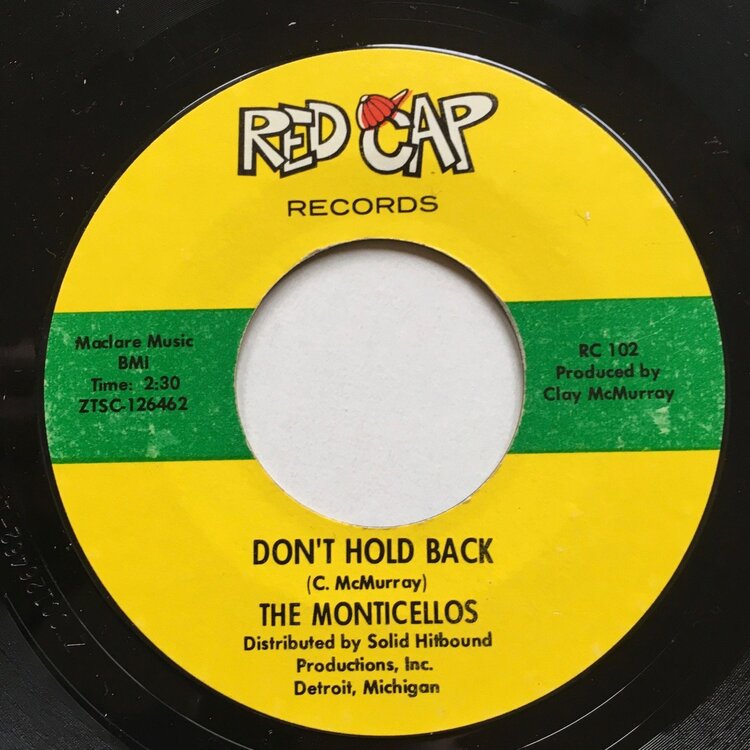 RED CAP
RECORDS
Maclare Music
BMI
Time: 2:30
ZTSC-126462
RC 102
Produced by
Clay McMurray
DON'T HOLD BACK
(C. McMurray)
THE MONTICELLOS
Distributed by Solid Hitbound
Productions, Inc.
Detroit, Michigan